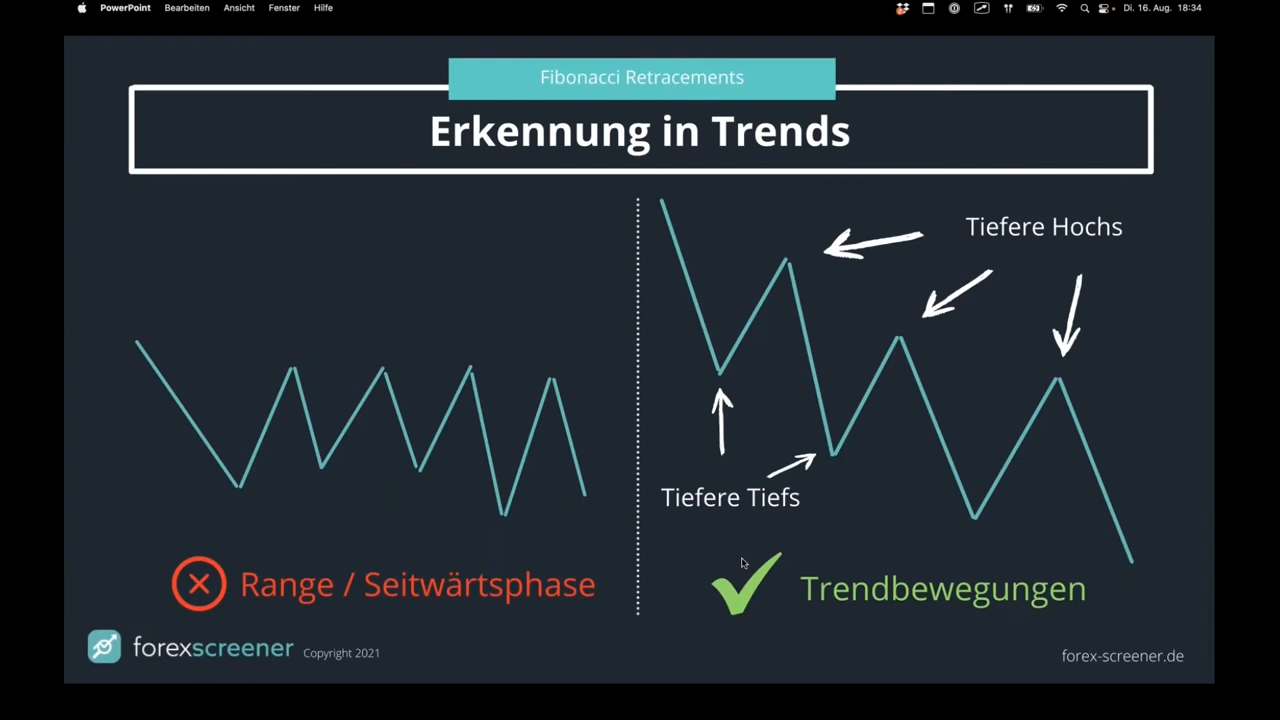 PowerPoint Bearbeiten Ansicht Fenster Hilfe
Di. 16. Aug. 18:34
Fibonacci Retracements
Erkennung in Trends
Tiefere Hochs
Tiefere Tiefs
Range / Seitwärtsphase
Trendbewegungen
forexscreener Copyright 2021
forex-screener.de